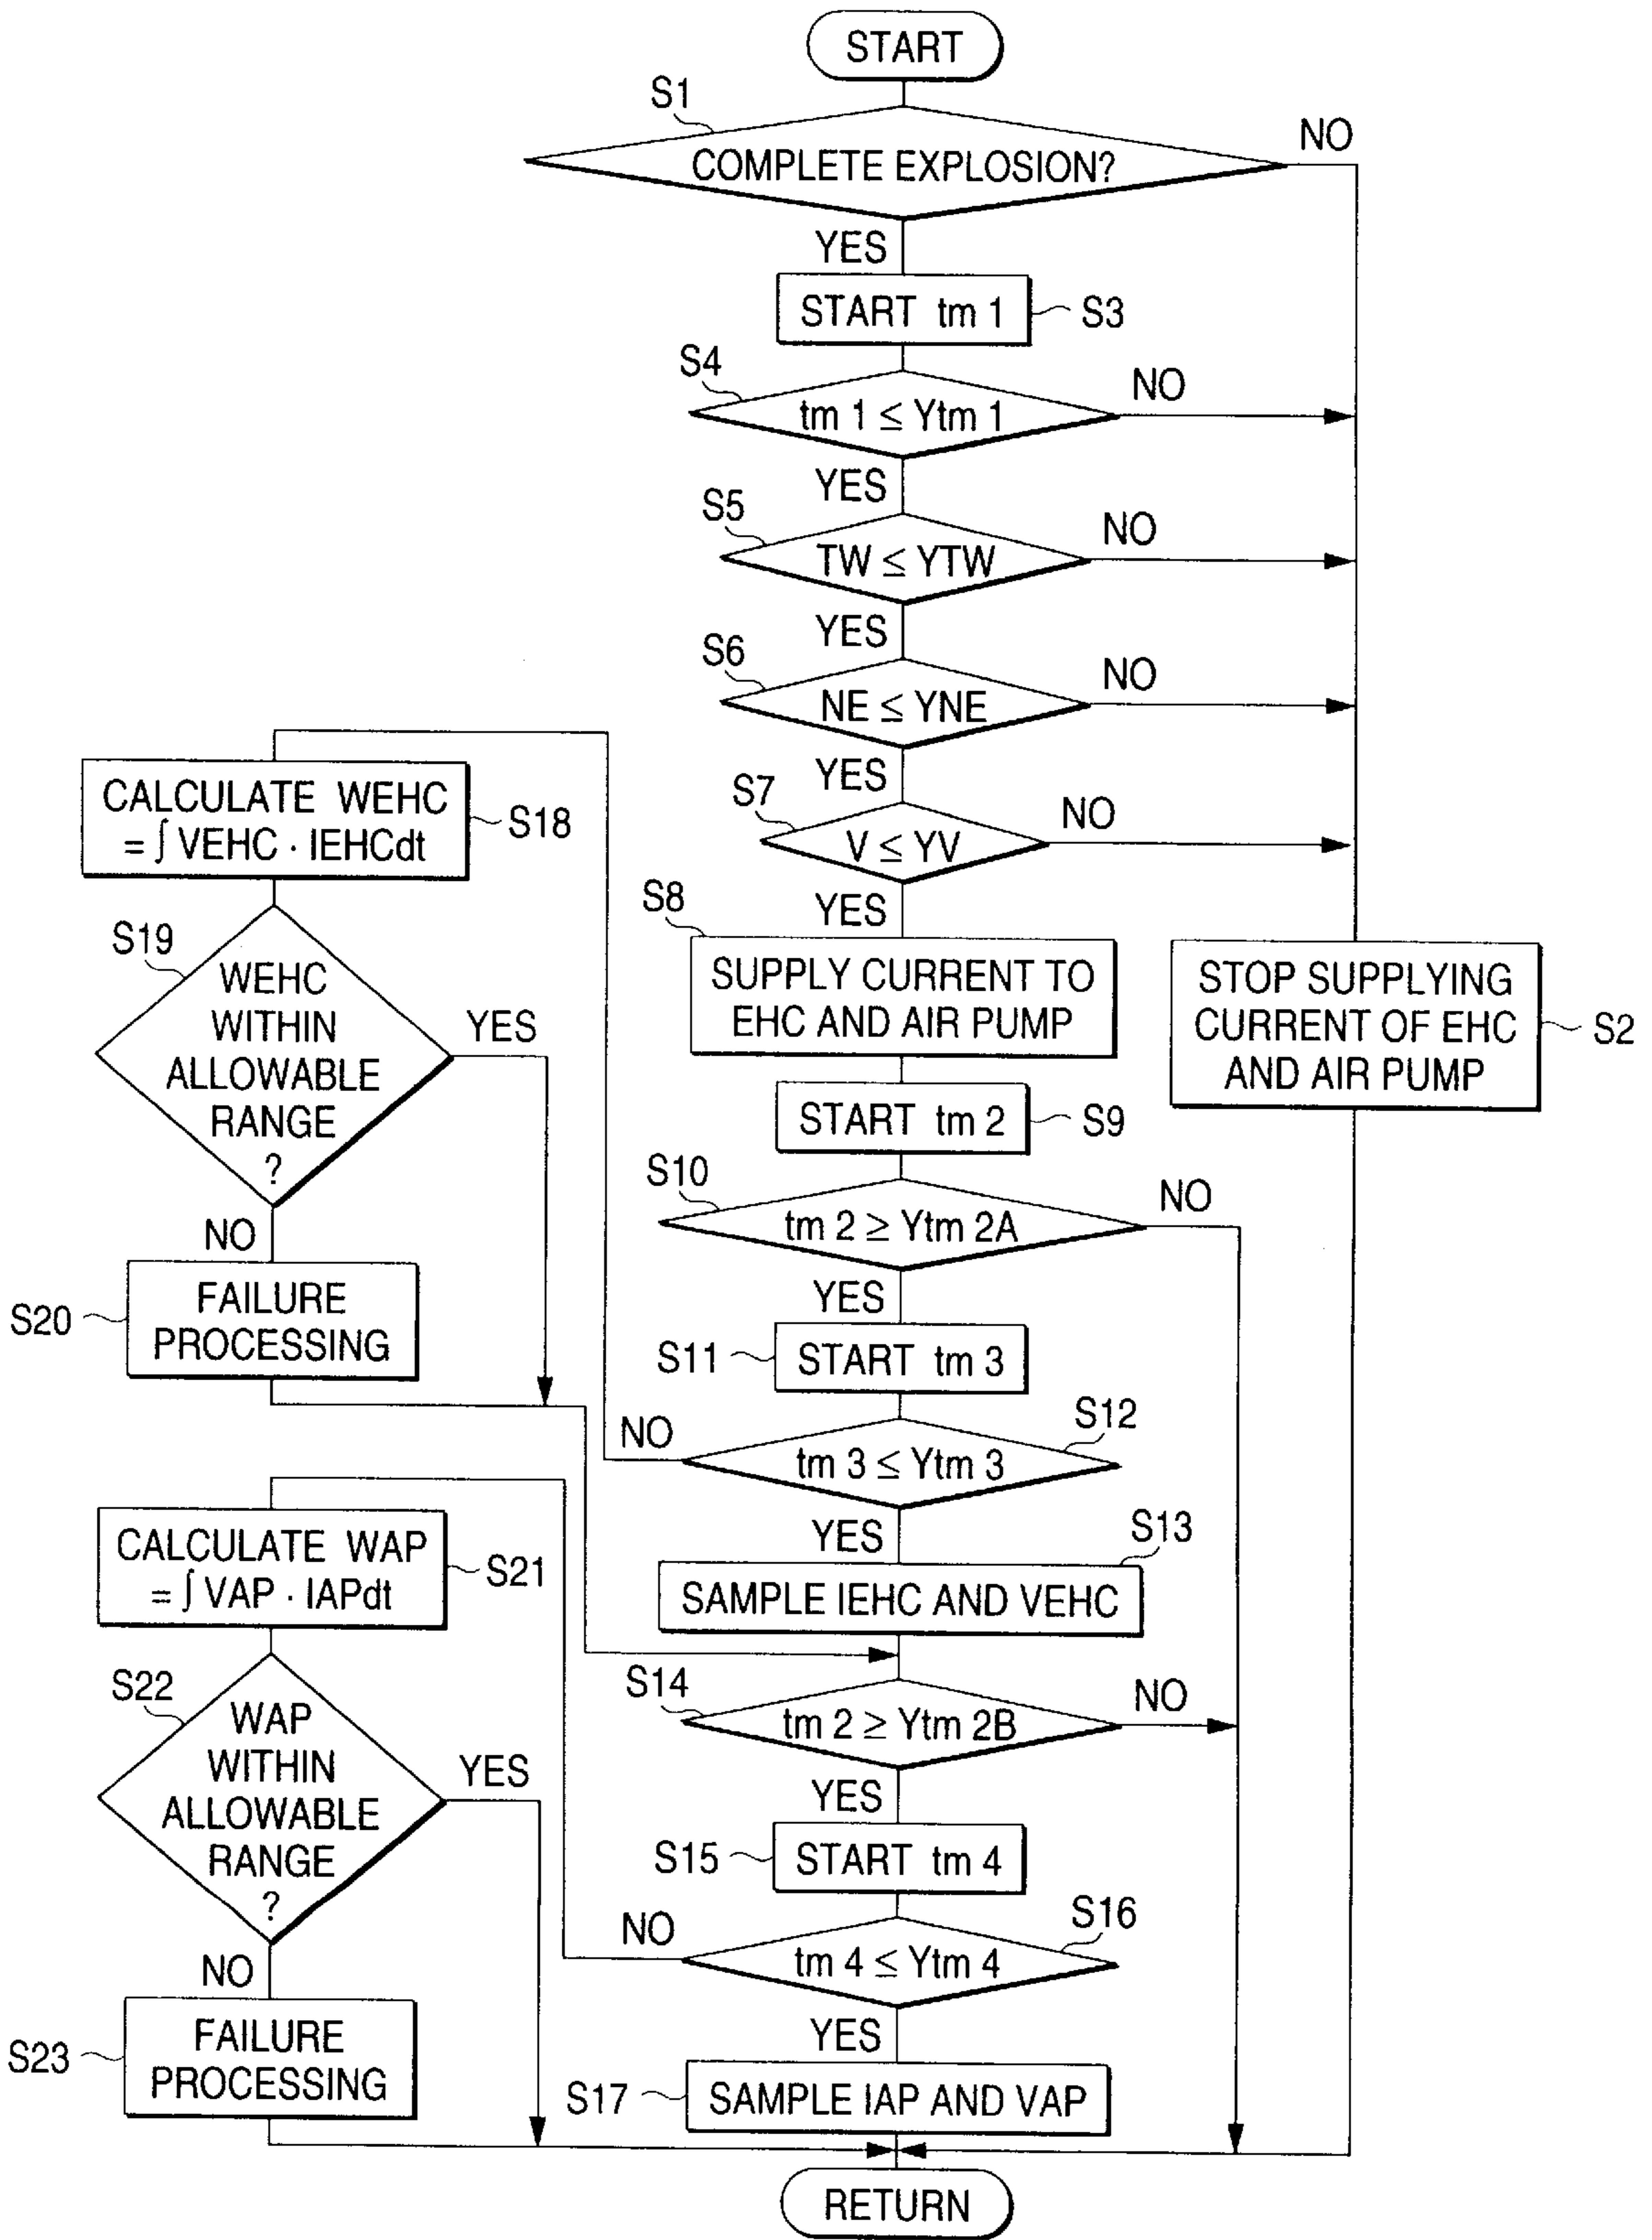 START
S1
COMPLETE EXPLOSION?
NO
YES
START tm 1
S3
S4
tm 1 ≤ Ytm 1
NO
YES
S5
TW ≤ YTW
NO
YES
S6
NE ≤ YNE
NO
YES
S7
V ≤ YV
NO
YES
S8
SUPPLY CURRENT TO
EHC AND AIR PUMP
STOP SUPPLYING
CURRENT OF EHC
AND AIR PUMP
S2
START tm 2
S9
S10
tm 2 ≥ Ytm 2A
NO
YES
S11
START tm 3
S12
tm 3 ≤ Ytm 3
NO
YES
S13
SAMPLE IEHC AND VEHC
S14
tm 2 ≥ Ytm 2B
NO
YES
S15
START tm 4
S16
tm 4 ≤ Ytm 4
NO
YES
S17
SAMPLE IAP AND VAP
RETURN
CALCULATE WEHC
= ∫ VEHC · IEHCdt
S18
S19
WEHC
WITHIN
ALLOWABLE
RANGE
?
YES
NO
S20
FAILURE
PROCESSING
CALCULATE WAP
= ∫ VAP · IAPdt
S21
S22
WAP
WITHIN
ALLOWABLE
RANGE
?
YES
NO
S23
FAILURE
PROCESSING